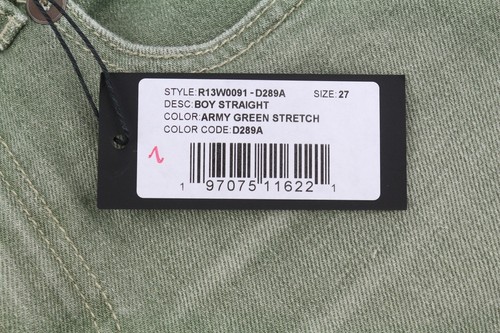 STYLE:R13W0091-D289A SIZE:27
DESC:BOY STRAIGHT
COLOR:ARMY GREEN STRETCH
COLOR CODE:D289A
1 97075 11622 1